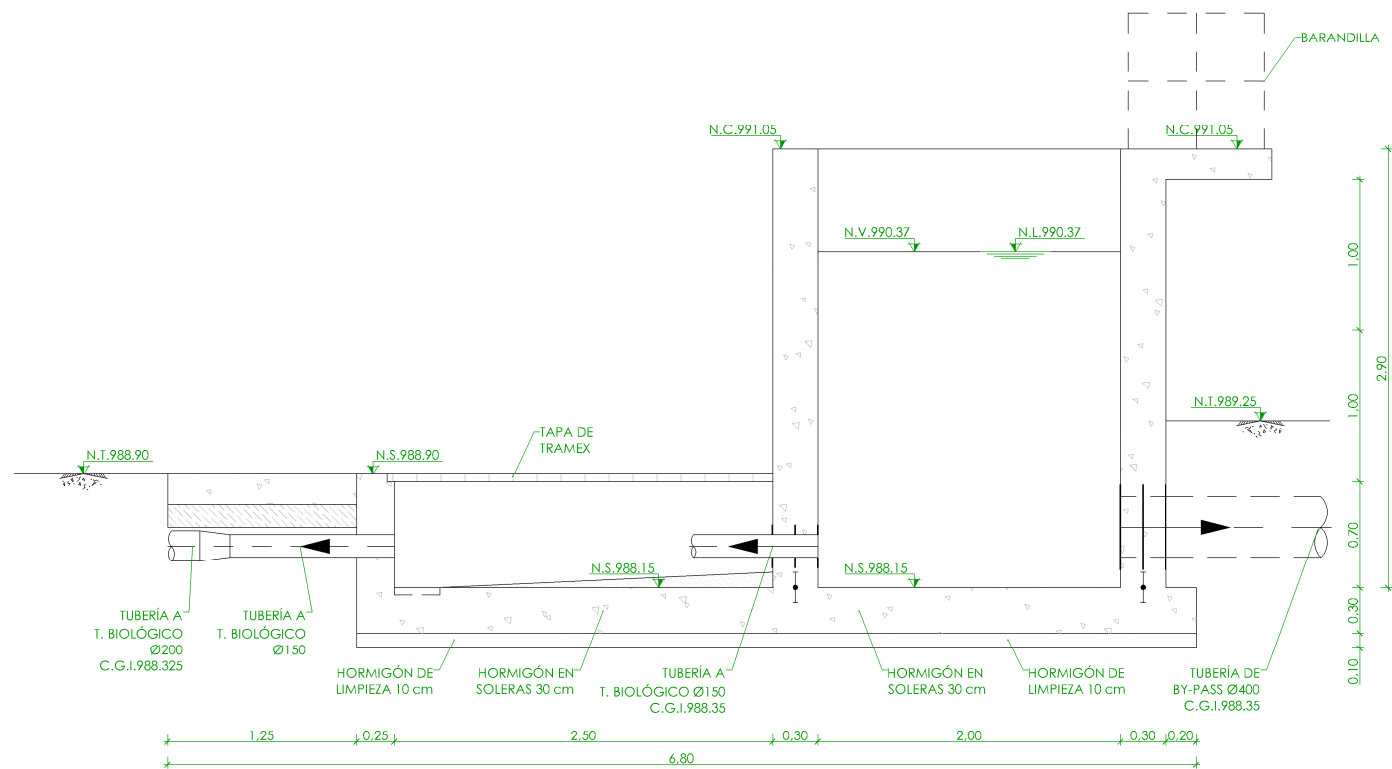 BARANDILLA
N.C.991.05
N.C.991.05
N.V.990.37
N.L.990.37
1,00
2,90
1,00
N.T.989.25
TAPA DE
TRAMEX
N.T.988.90
N.S.988.90
0,70
N.S.988.15
N.S.988.15
0,30
0,10
TUBERÍA A
T. BIOLÓGICO
Ø200
C.G.I.988.325
TUBERÍA A
T. BIOLÓGICO
Ø150
HORMIGÓN DE
LIMPIEZA 10 cm
HORMIGÓN EN
SOLERAS 30 cm
TUBERÍA A
T. BIOLÓGICO Ø150
C.G.I.988.35
HORMIGÓN EN
SOLERAS 30 cm
HORMIGÓN DE
LIMPIEZA 10 cm
TUBERÍA DE
BY-PASS Ø400
C.G.I.988.35
1,25
0,25
2,50
0,30
2,00
0,30
0,20
6,80